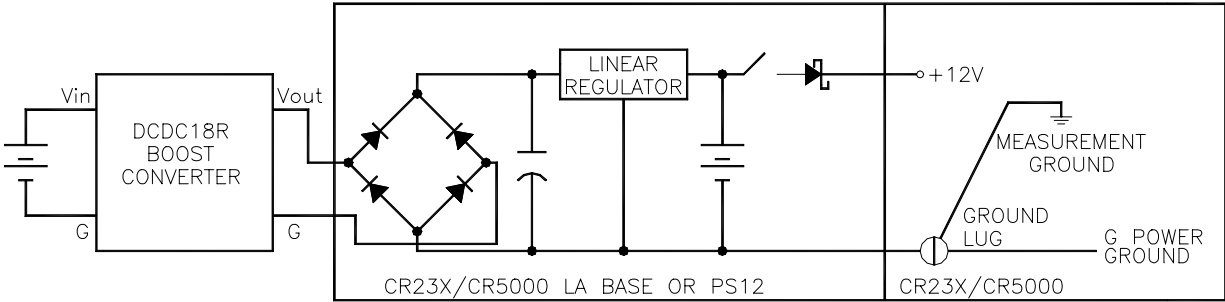 Vin
Vout
DCDC18R
BOOST
CONVERTER
G
G
LINEAR
REGULATOR
+12V
MEASUREMENT
GROUND
GROUND
LUG
G POWER
GROUND
CR23X/CR5000 LA BASE OR PS12
CR23X/CR5000